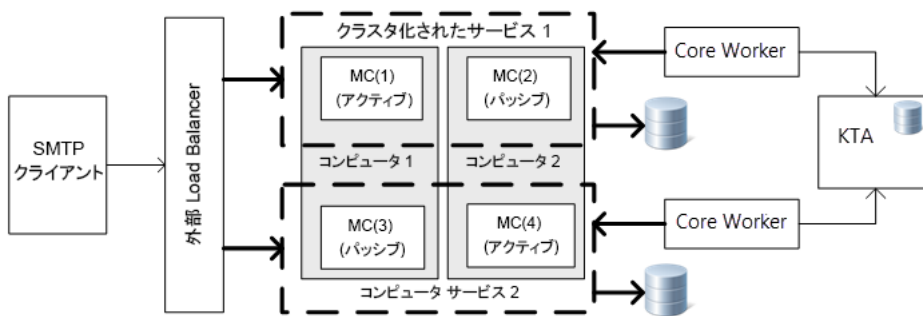 SMTP
クライアント
外部 Load Balancer
クラスタ化されたサービス 1
MC(1)
(アクティブ)
MC(2)
(パッシブ)
コンピュータ 1
コンピュータ 2
MC(3)
(パッシブ)
MC(4)
(アクティブ)
コンピュータ サービス 2
Core Worker
KTA
Core Worker